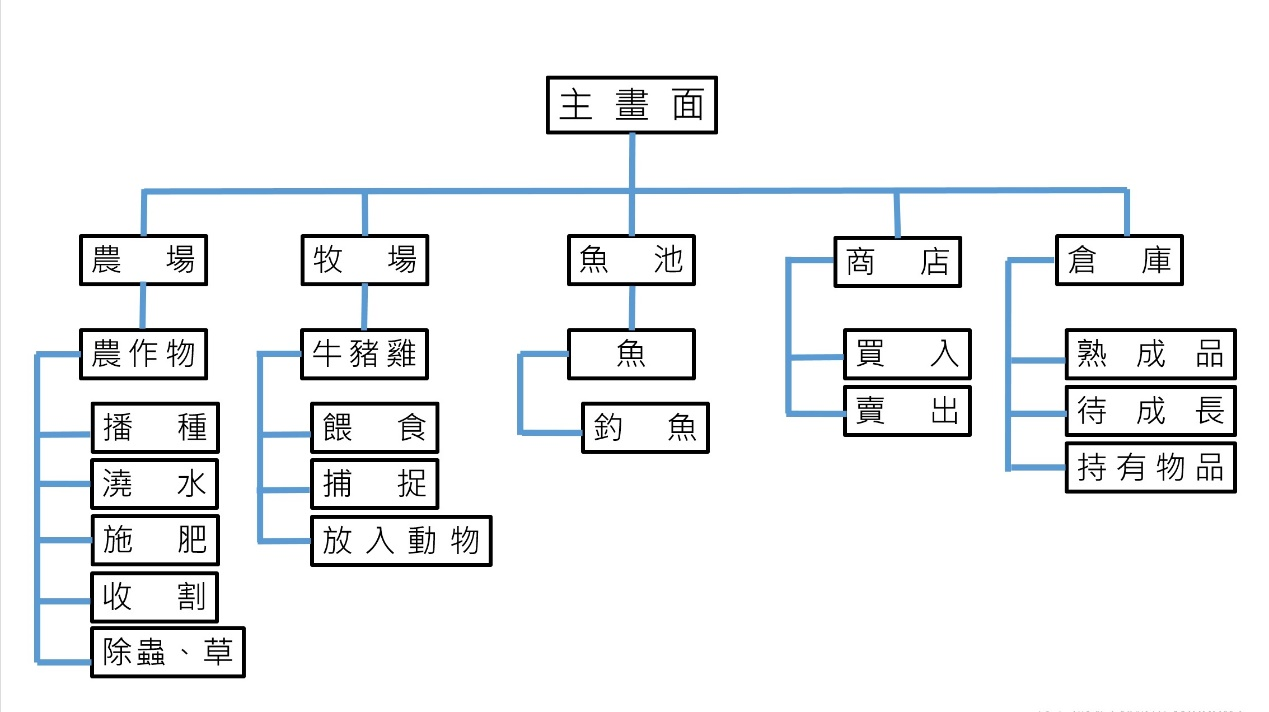 主畫面
農場
牧場
魚池
商店
倉庫
農作物
牛豬雞
魚
買入
熟成品
播種
餵食
釣魚
賣出
待成長
澆水
捕捉
持有物品
施肥
放入動物
收割
除蟲、草